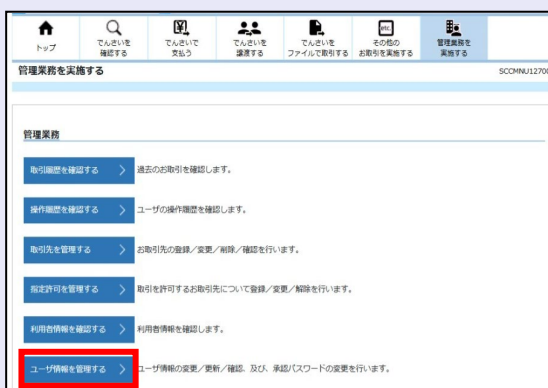 トップ
でんさいを
確認する
でんさいで
支払う
でんさいを
譲渡する
でんさいを
ファイルで取引する
etc.
その他の
お取引を実施する
管理業務を
実施する
管理業務を実施する
SCCMNU12700
管理業務
取引履歴を確認する
過去のお取引を確認します。
操作履歴を確認する
ユーザの操作履歴を確認します。
取引先を管理する
お取引先の登録／変更／削除／確認を行います。
指定許可を管理する
取引を許可するお取引先について登録／変更／解除を行います。
利用者情報を確認する
利用者情報を確認します。
ユーザ情報を管理する
ユーザ情報の変更／更新／確認、及び、承認パスワードの変更を行います。